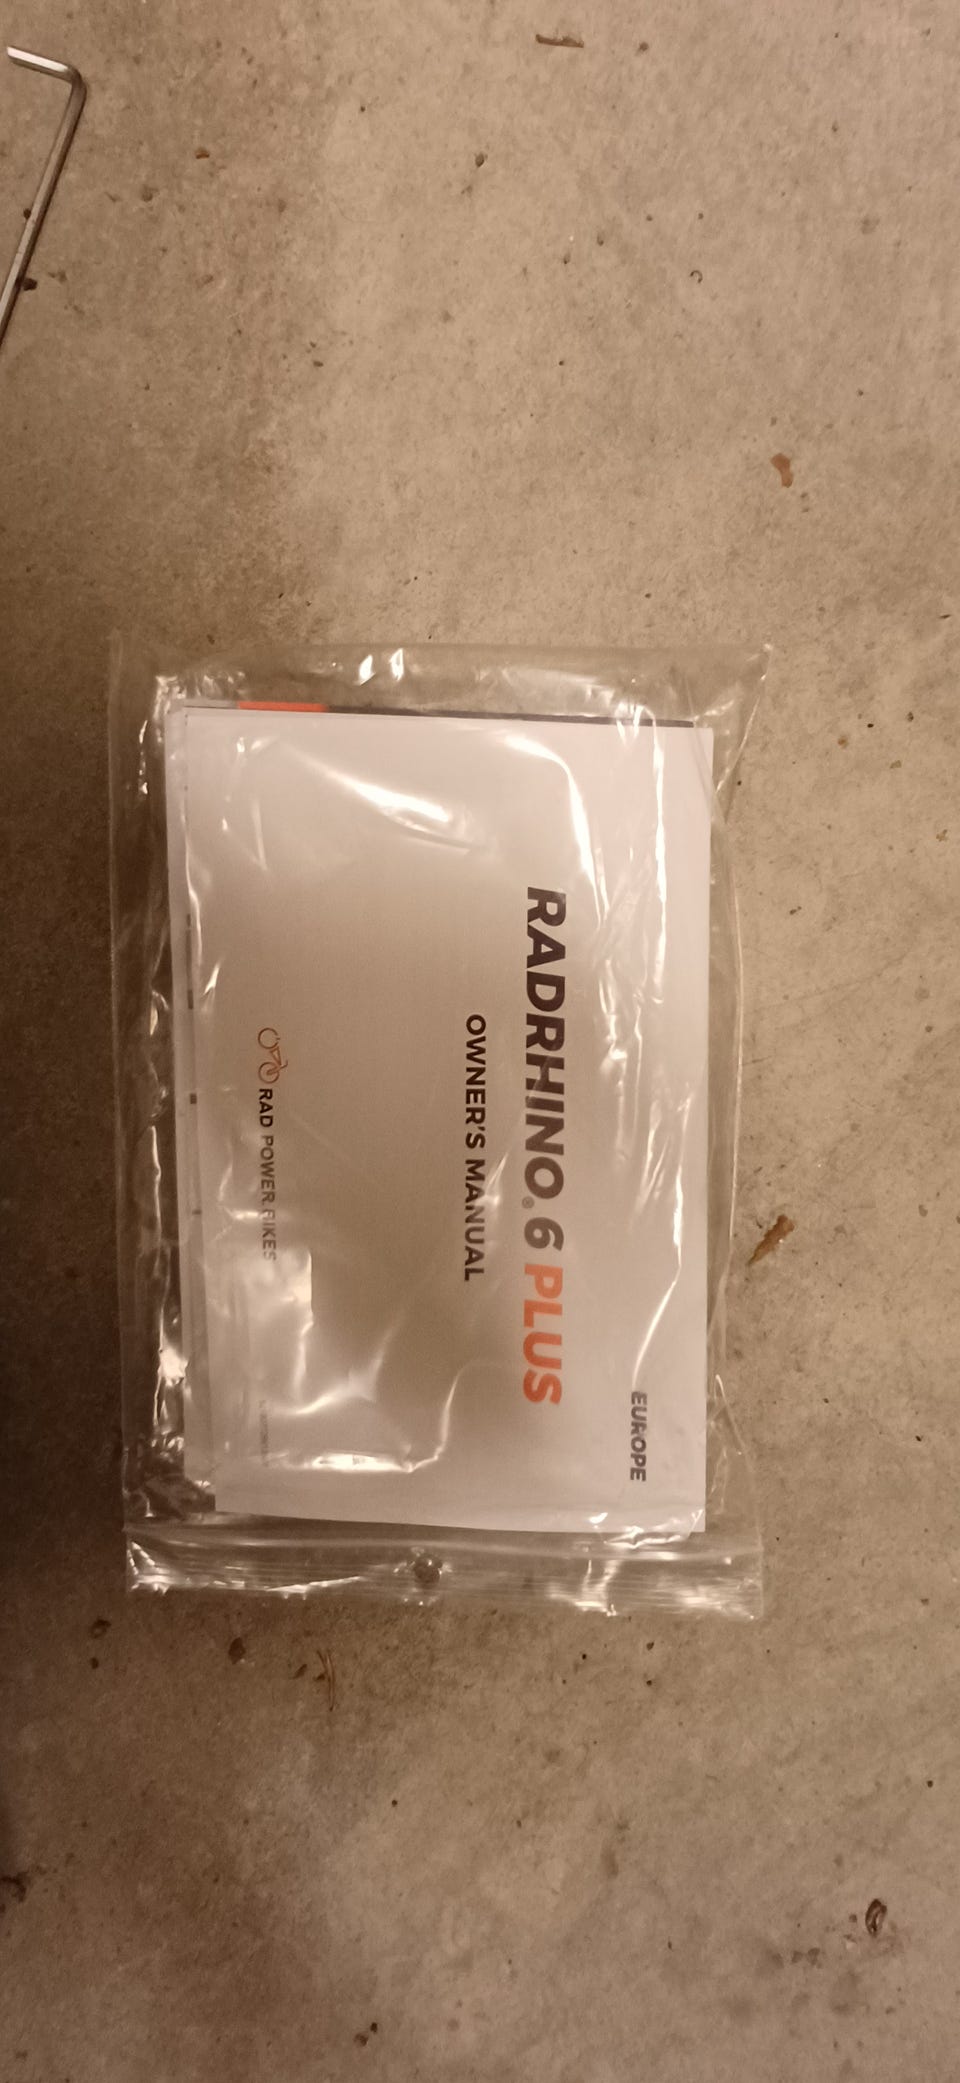 EUROPE
RADRHINO® 6 PLUS
OWNER'S MANUAL
RAD POWER BIKES